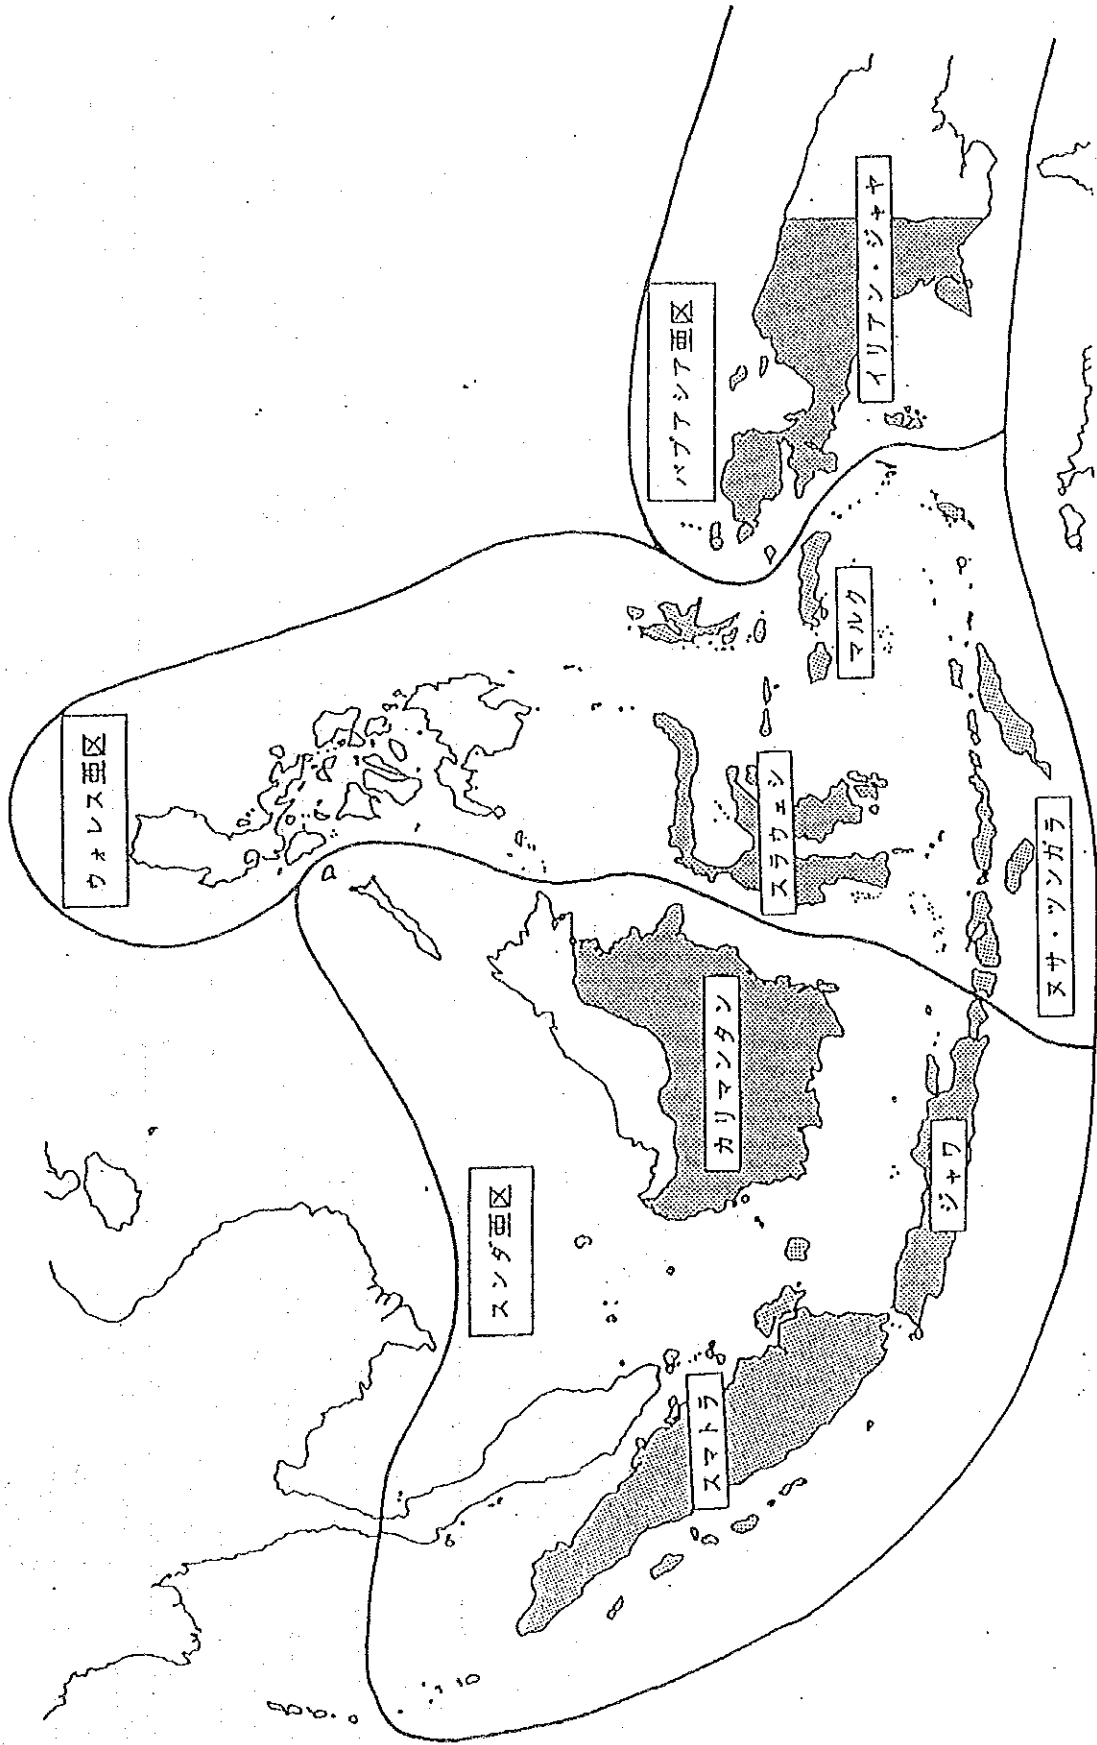 ウォレス亜区
パプアシア亜区
スンダ亜区
イリアン・ジャヤ
マルク
スラウェシ
ヌサ・ツンガラ
カリマンタン
ジャワ
スマトラ